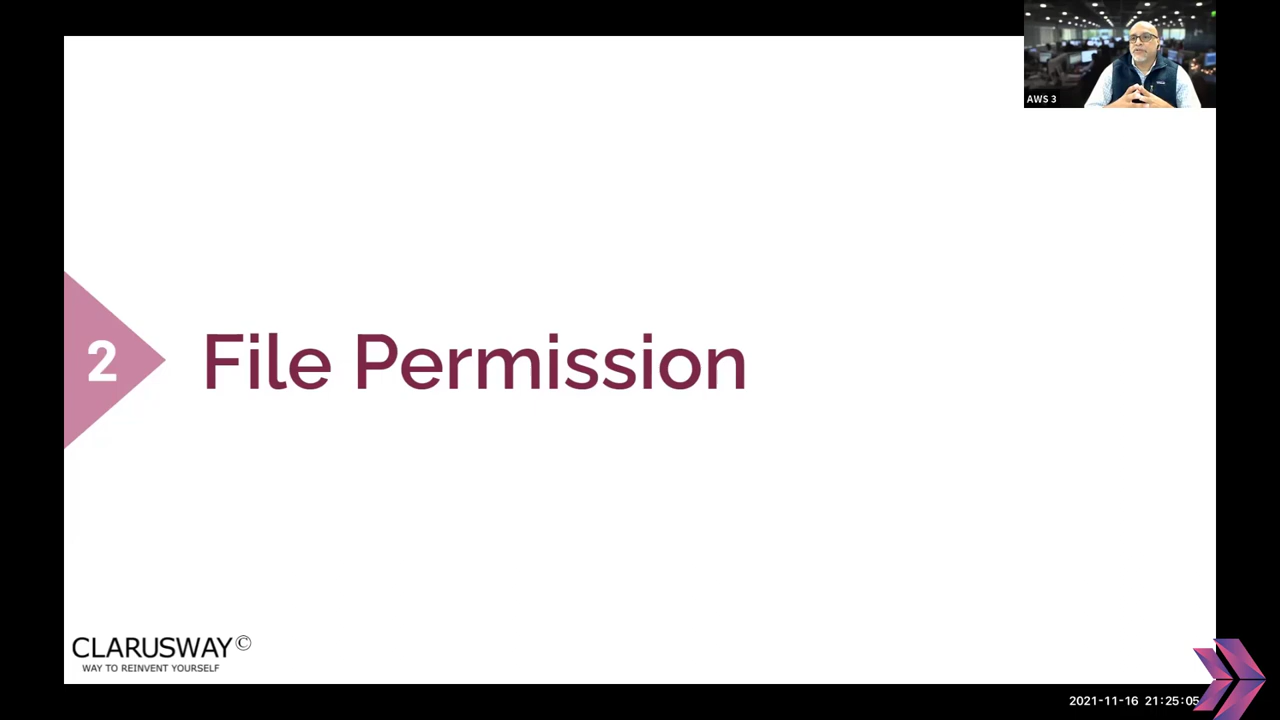 AWS 3
2
File Permission
CLARUSWAY©
WAY TO REINVENT YOURSELF
2021-11-16 21:25:05